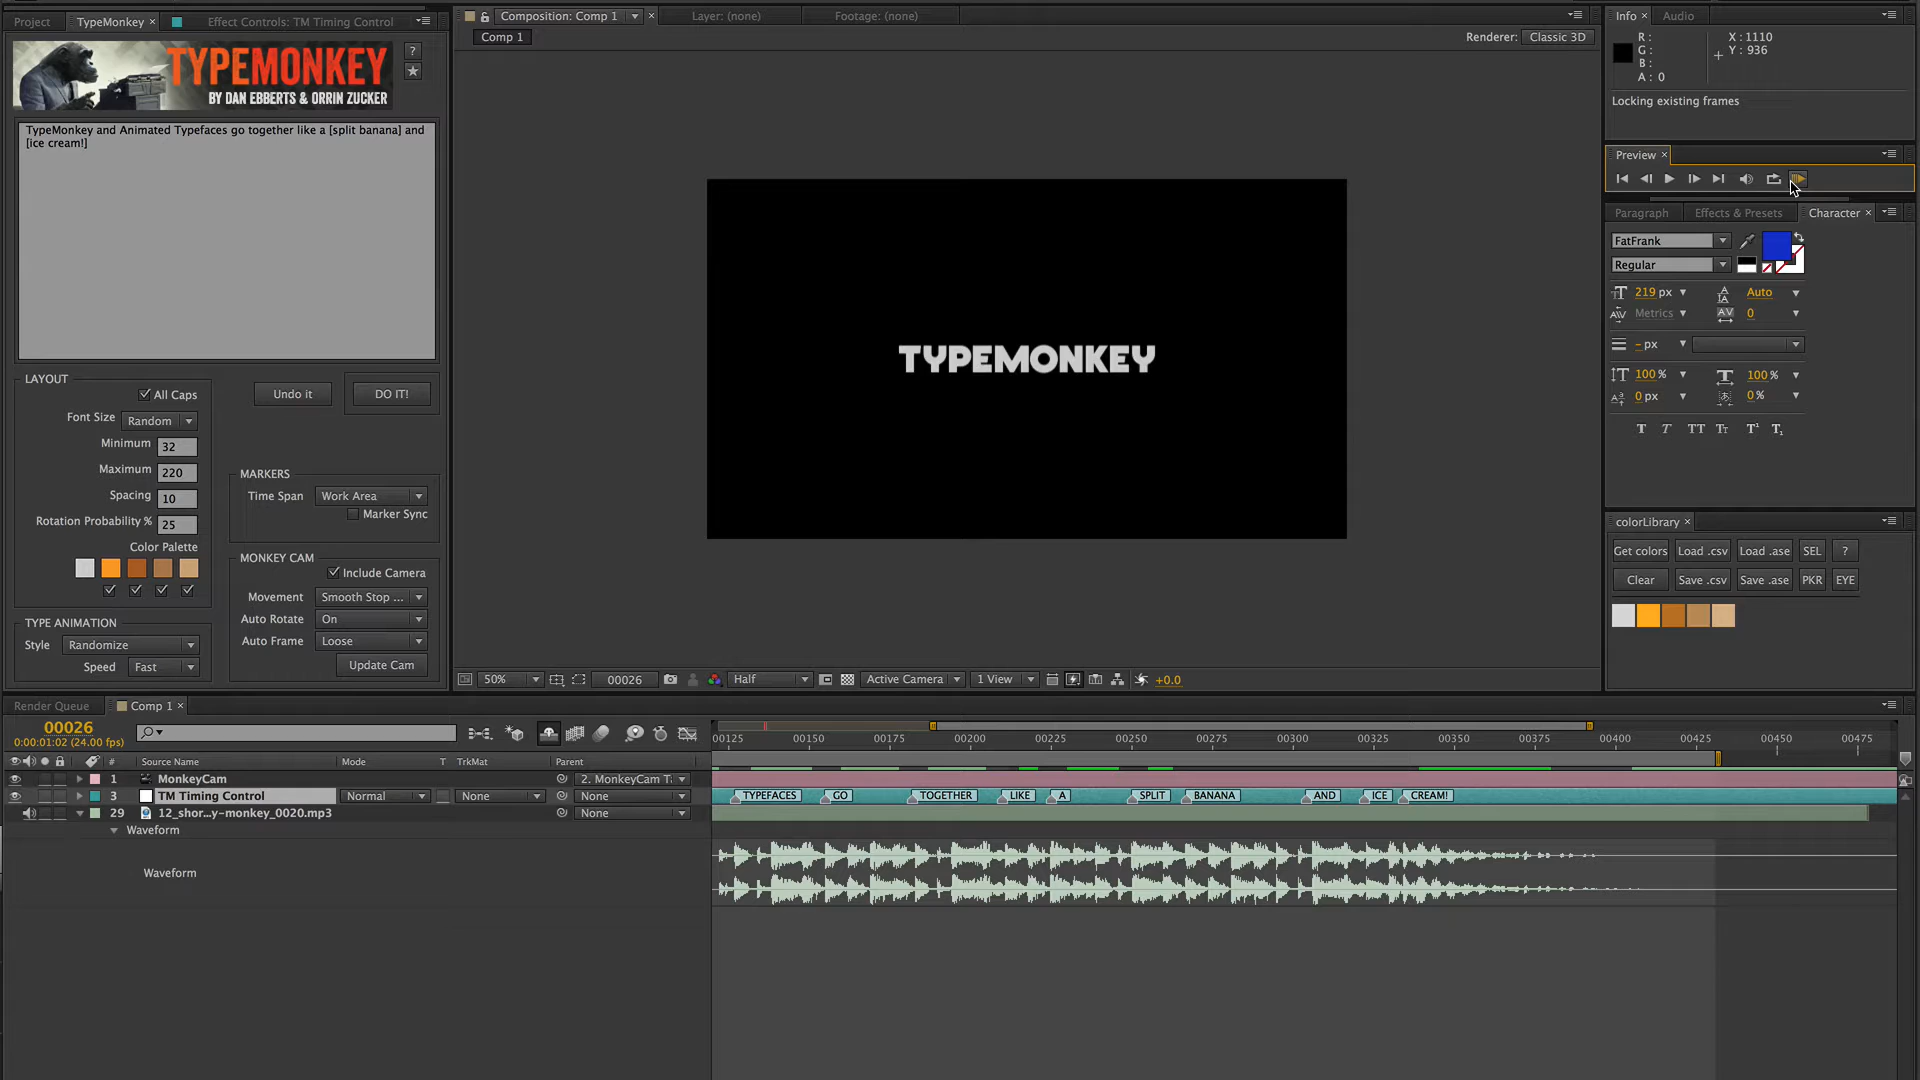 Project TypeMonkey × Effect Controls: TM Timing Control
Composition: Comp 1 × Layer: (none) Footage: (none)
Info × Audio
Comp 1
Renderer: Classic 3D
R :
G :
B :
A : 0
X : 1110
Y : 936
Locking existing frames
TYPEMONKEY
BY DAN EBBERTS & ORRIN ZUCKER
?
TypeMonkey and Animated Typefaces go together like a [split banana] and
[ice cream!]
Preview ×
Paragraph Effects & Presets Character ×
FatFrank
Regular
219 px Auto
Metrics 0
- px
100 % 100 %
0 px 0 %
T T TT Tt T¹ T₁
TYPEMONKEY
LAYOUT
All Caps
Font Size Random
Minimum 32
Maximum 220
Spacing 10
Rotation Probability % 25
Color Palette
Undo it DO IT!
MARKERS
Time Span Work Area
Marker Sync
MONKEY CAM
Include Camera
Movement Smooth Stop ...
Auto Rotate On
Auto Frame Loose
Update Cam
TYPE ANIMATION
Style Randomize
Speed Fast
colorLibrary ×
Get colors Load .csv Load .ase SEL ?
Clear Save .csv Save .ase PKR EYE
50% 00026 Half Active Camera 1 View +0.0
Render Queue Comp 1 ×
00026
0:00:01:02 (24.00 fps)
00125 00150 00175 00200 00225 00250 00275 00300 00325 00350 00375 00400 00425 00450 00475
# Source Name Mode T TrkMat Parent
1 MonkeyCam 2. MonkeyCam T
3 TM Timing Control Normal None None
TYPEFACES GO TOGETHER LIKE A SPLIT BANANA AND ICE CREAM!
29 12_shor...y-monkey_0020.mp3 None
Waveform
Waveform